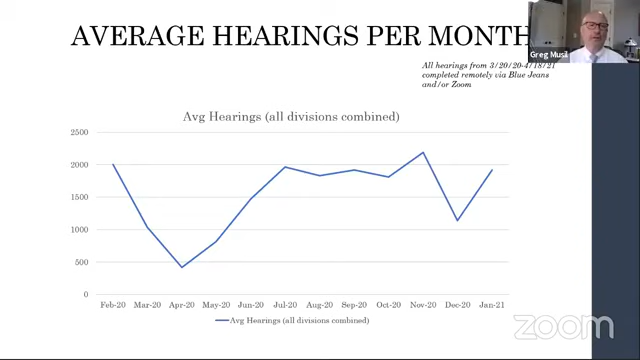 AVERAGE HEARINGS PER MONTH
Greg Musil
All hearings from 3/20/20-4/18/21
completed remotely via Blue Jeans
and/or Zoom
Avg Hearings (all divisions combined)
2500
2000
1500
1000
500
0
Feb-20 Mar-20 Apr-20 May-20 Jun-20 Jul-20 Aug-20 Sep-20 Oct-20 Nov-20 Dec-20 Jan-21
Avg Hearings (all divisions combined)
zoom